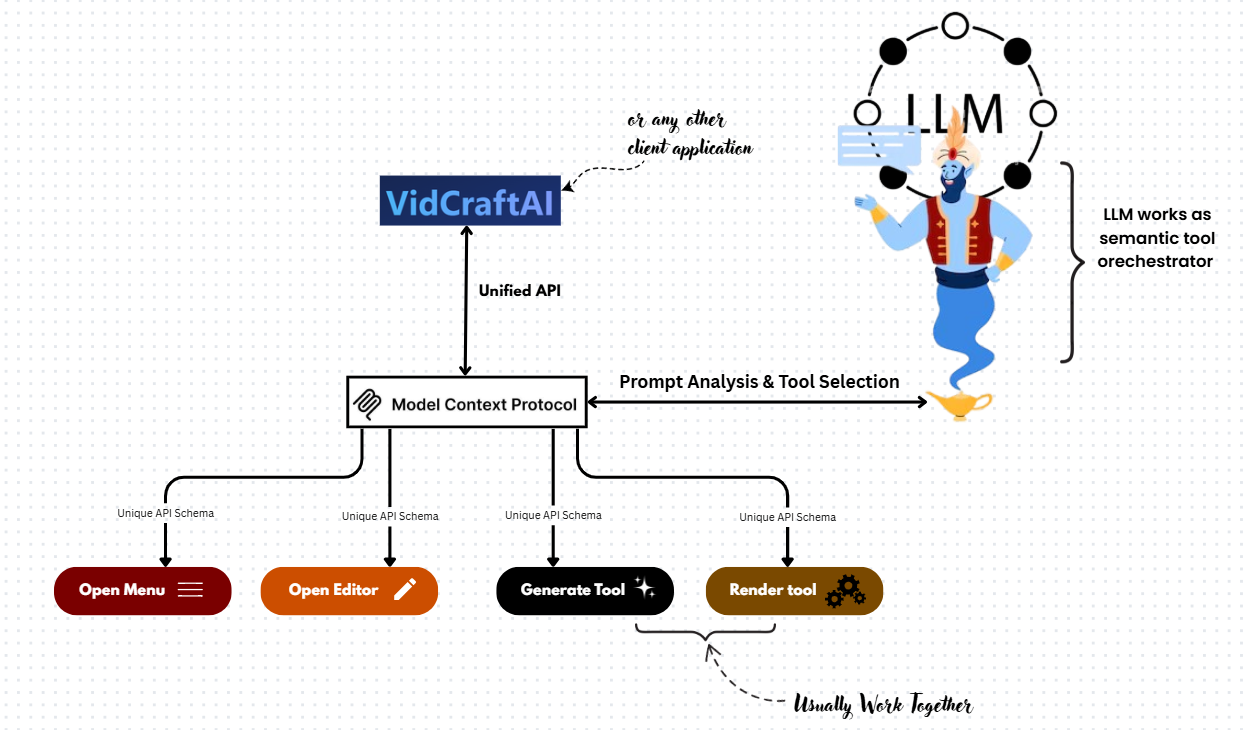 LLM
or any other
client application
VidCraftAI
LLM works as
semantic tool
orechestrator
Unified API
Prompt Analysis & Tool Selection
Model Context Protocol
Unique API Schema
Unique API Schema
Unique API Schema
Unique API Schema
Open Menu
Open Editor
Generate Tool
Render tool
Usually Work Together